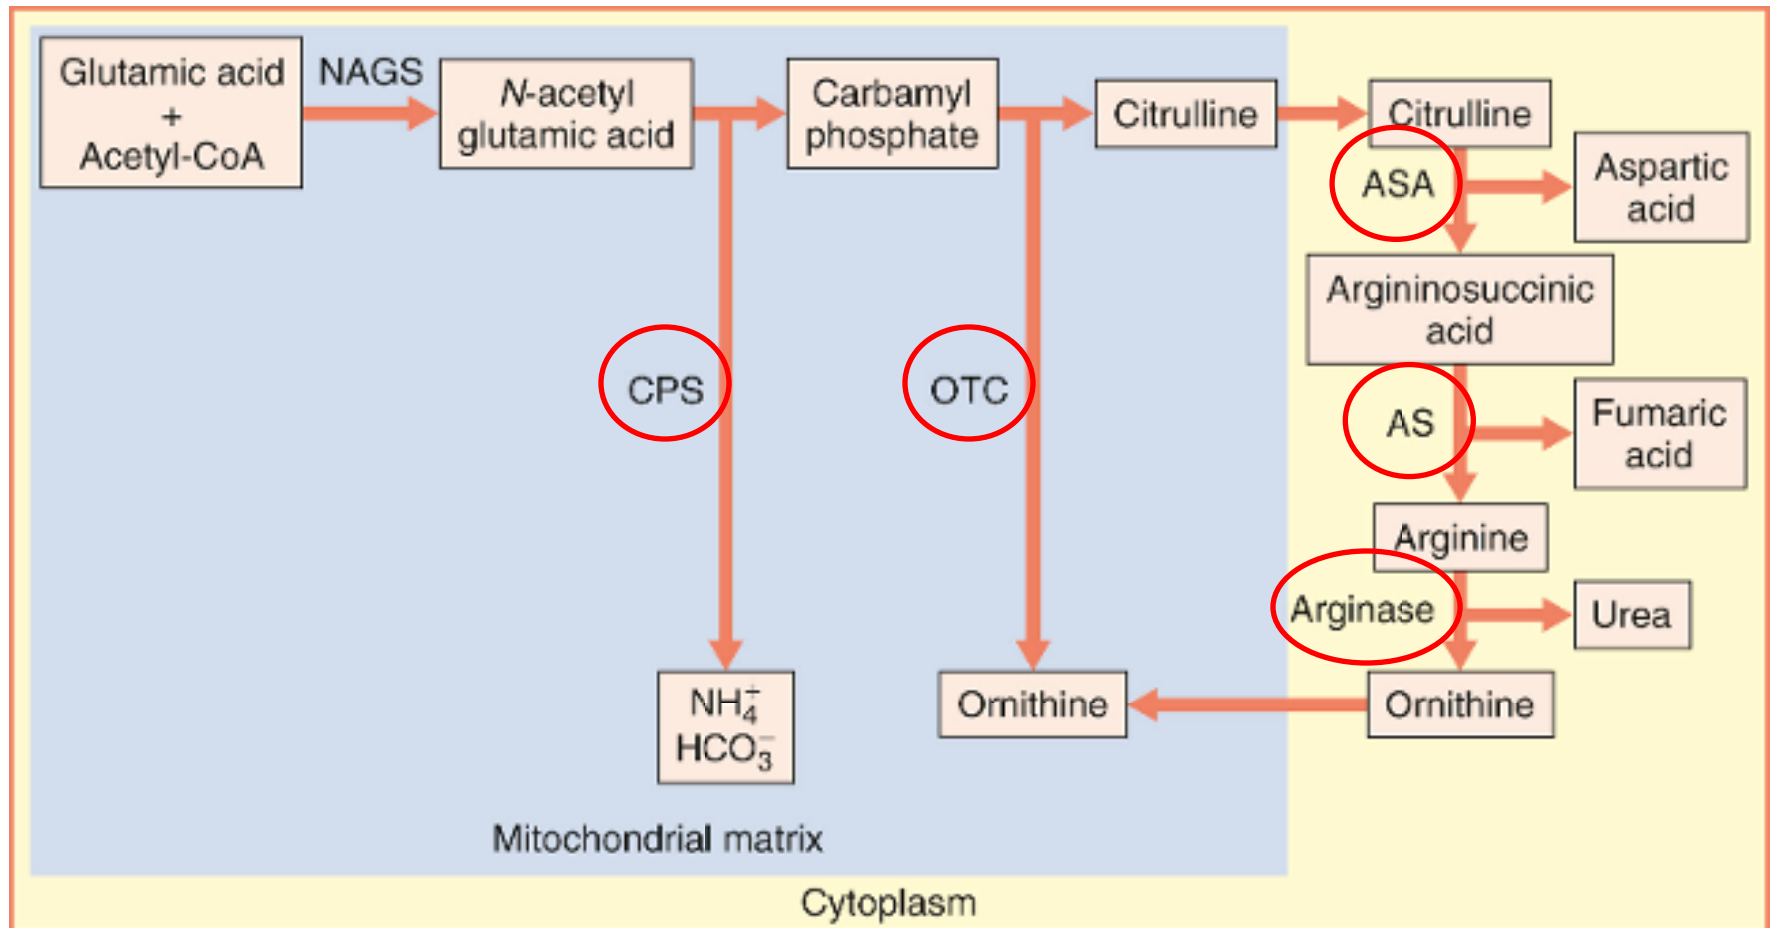 Glutamic acid
+
Acetyl-CoA
NAGS
N-acetyl
glutamic acid
Carbamyl
phosphate
Citrulline
Citrulline
ASA
Aspartic
acid
Argininosuccinic
acid
CPS
OTC
AS
Fumaric
acid
Arginine
Arginase
Urea
NH₄⁺
HCO₃⁻
Ornithine
Ornithine
Mitochondrial matrix
Cytoplasm